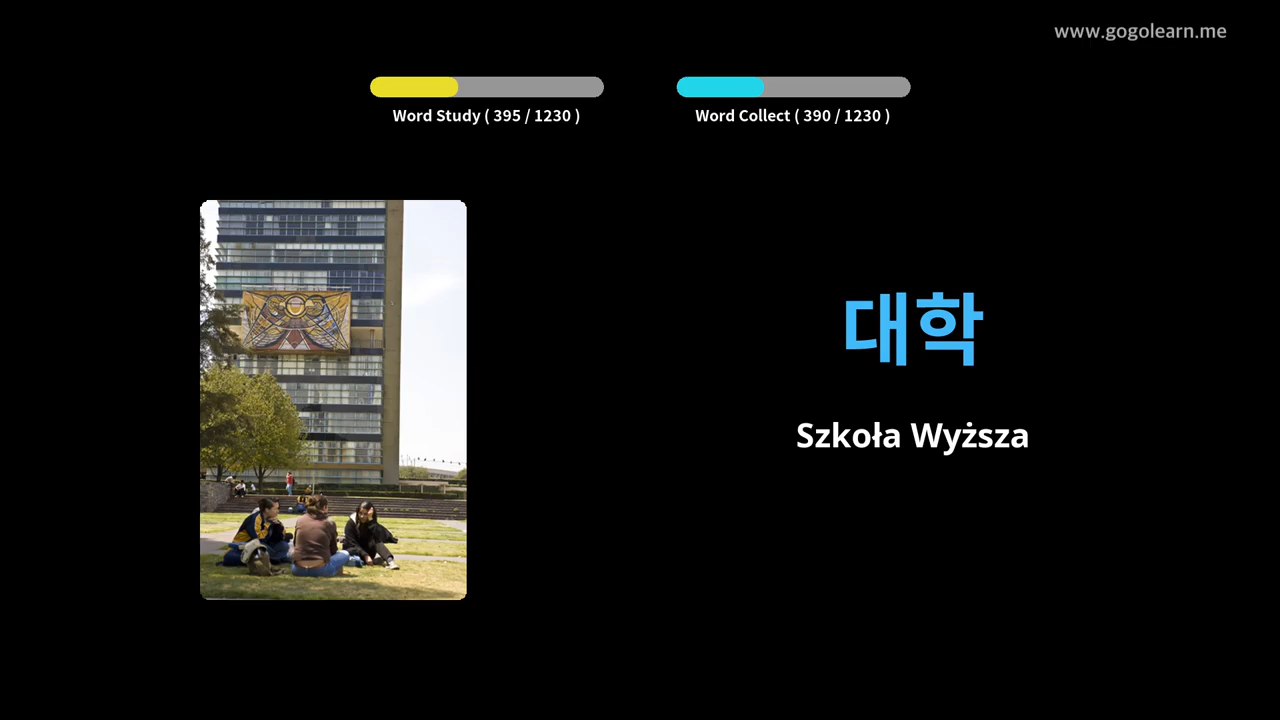 www.gogolearn.me
Word Study ( 395 / 1230 )
Word Collect ( 390 / 1230 )
대학
Szkoła Wyższa